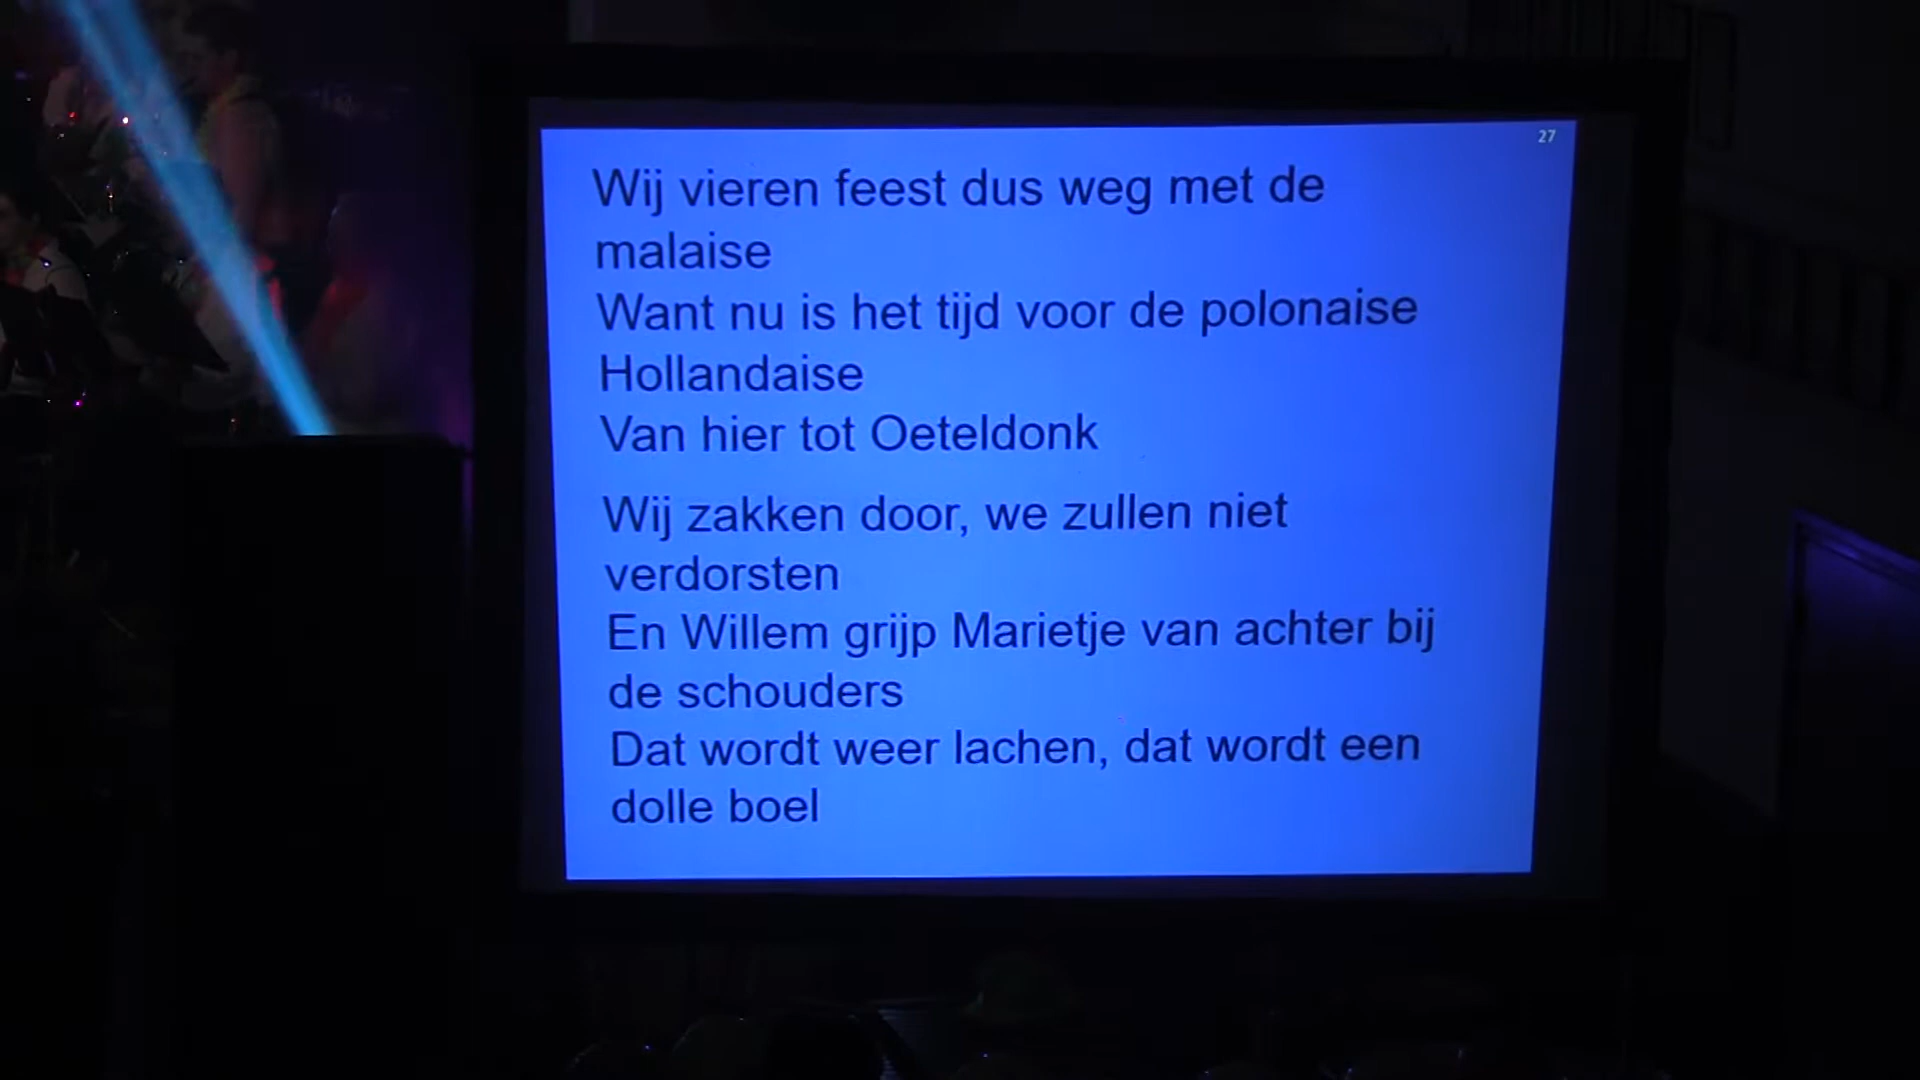 27
Wij vieren feest dus weg met de
malaise
Want nu is het tijd voor de polonaise
Hollandaise
Van hier tot Oeteldonk
Wij zakken door, we zullen niet
verdorsten
En Willem grijp Marietje van achter bij
de schouders
Dat wordt weer lachen, dat wordt een
dolle boel